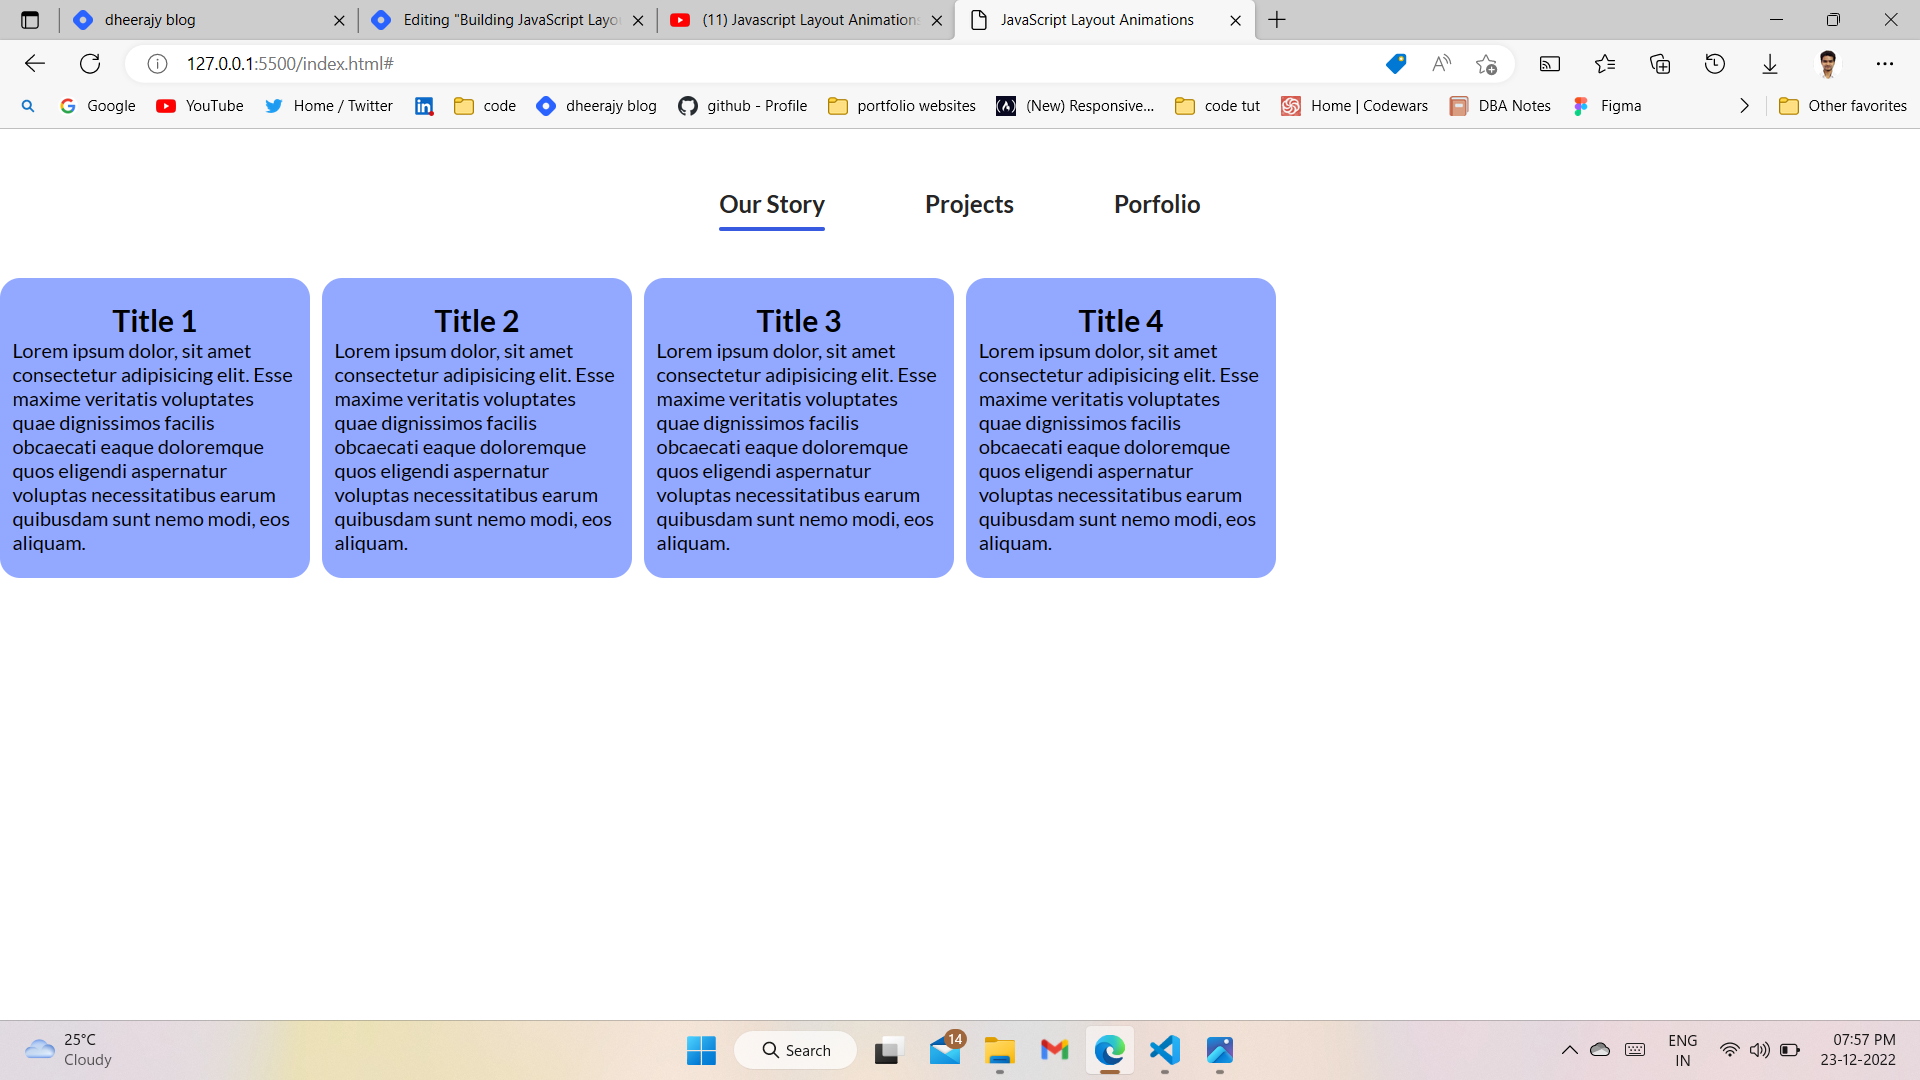 dheerajy blog
Editing "Building JavaScript Layo
(11) Javascript Layout Animations
JavaScript Layout Animations
127.0.0.1:5500/index.html#
Google
YouTube
Home / Twitter
code
dheerajy blog
github - Profile
portfolio websites
(New) Responsive...
code tut
Home | Codewars
DBA Notes
Figma
Other favorites
Our Story
Projects
Porfolio
Title 1
Lorem ipsum dolor, sit amet
consectetur adipisicing elit. Esse
maxime veritatis voluptates
quae dignissimos facilis
obcaecati eaque doloremque
quos eligendi aspernatur
voluptas necessitatibus earum
quibusdam sunt nemo modi, eos
aliquam.
Title 2
Lorem ipsum dolor, sit amet
consectetur adipisicing elit. Esse
maxime veritatis voluptates
quae dignissimos facilis
obcaecati eaque doloremque
quos eligendi aspernatur
voluptas necessitatibus earum
quibusdam sunt nemo modi, eos
aliquam.
Title 3
Lorem ipsum dolor, sit amet
consectetur adipisicing elit. Esse
maxime veritatis voluptates
quae dignissimos facilis
obcaecati eaque doloremque
quos eligendi aspernatur
voluptas necessitatibus earum
quibusdam sunt nemo modi, eos
aliquam.
Title 4
Lorem ipsum dolor, sit amet
consectetur adipisicing elit. Esse
maxime veritatis voluptates
quae dignissimos facilis
obcaecati eaque doloremque
quos eligendi aspernatur
voluptas necessitatibus earum
quibusdam sunt nemo modi, eos
aliquam.
25°C
Cloudy
Search
14
ENG
IN
07:57 PM
23-12-2022